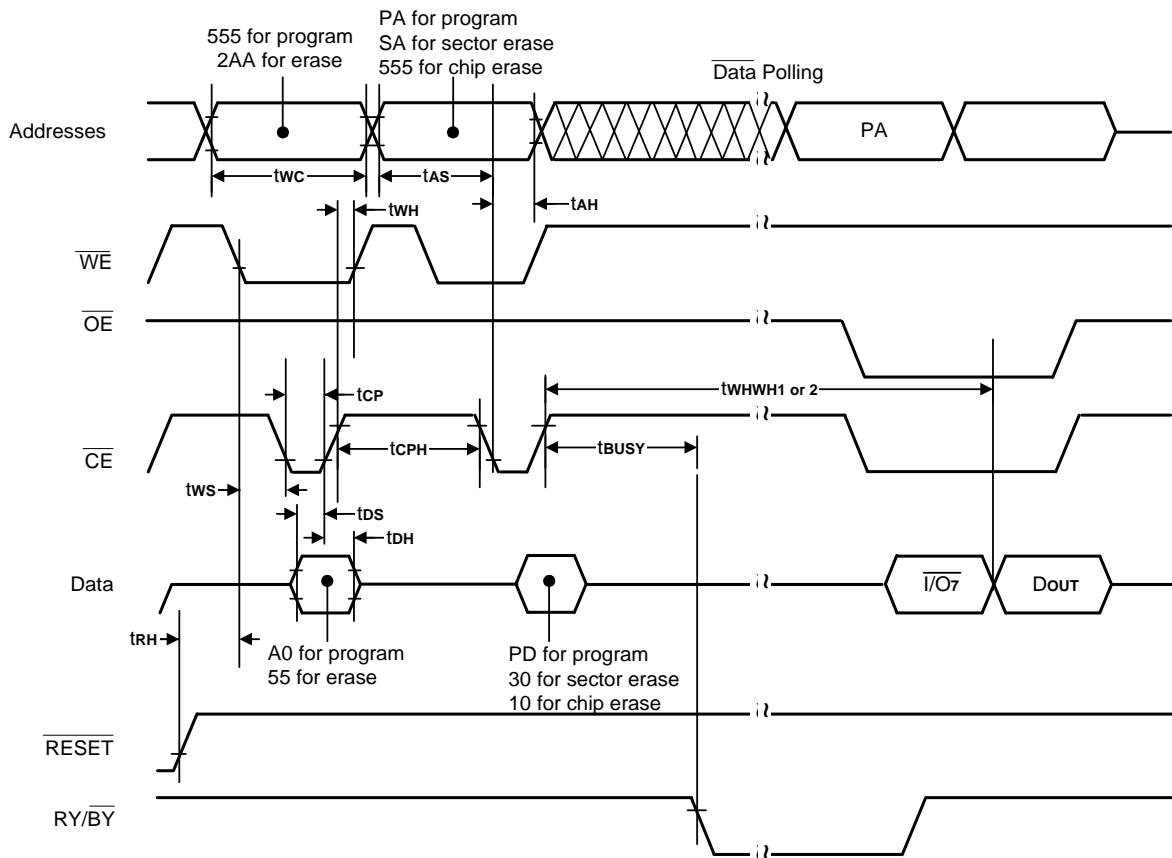 555 for program
2AA for erase
PA for program
SA for sector erase
555 for chip erase
Data Polling
Addresses
PA
tWC
tAS
tWH
tAH
WE
OE
tWHWH1 or 2
tCP
CE
tCPH
tBUSY
tWS
tDS
tDH
Data
I/O7
DOUT
tRH
A0 for program
55 for erase
PD for program
30 for sector erase
10 for chip erase
RESET
RY/BY